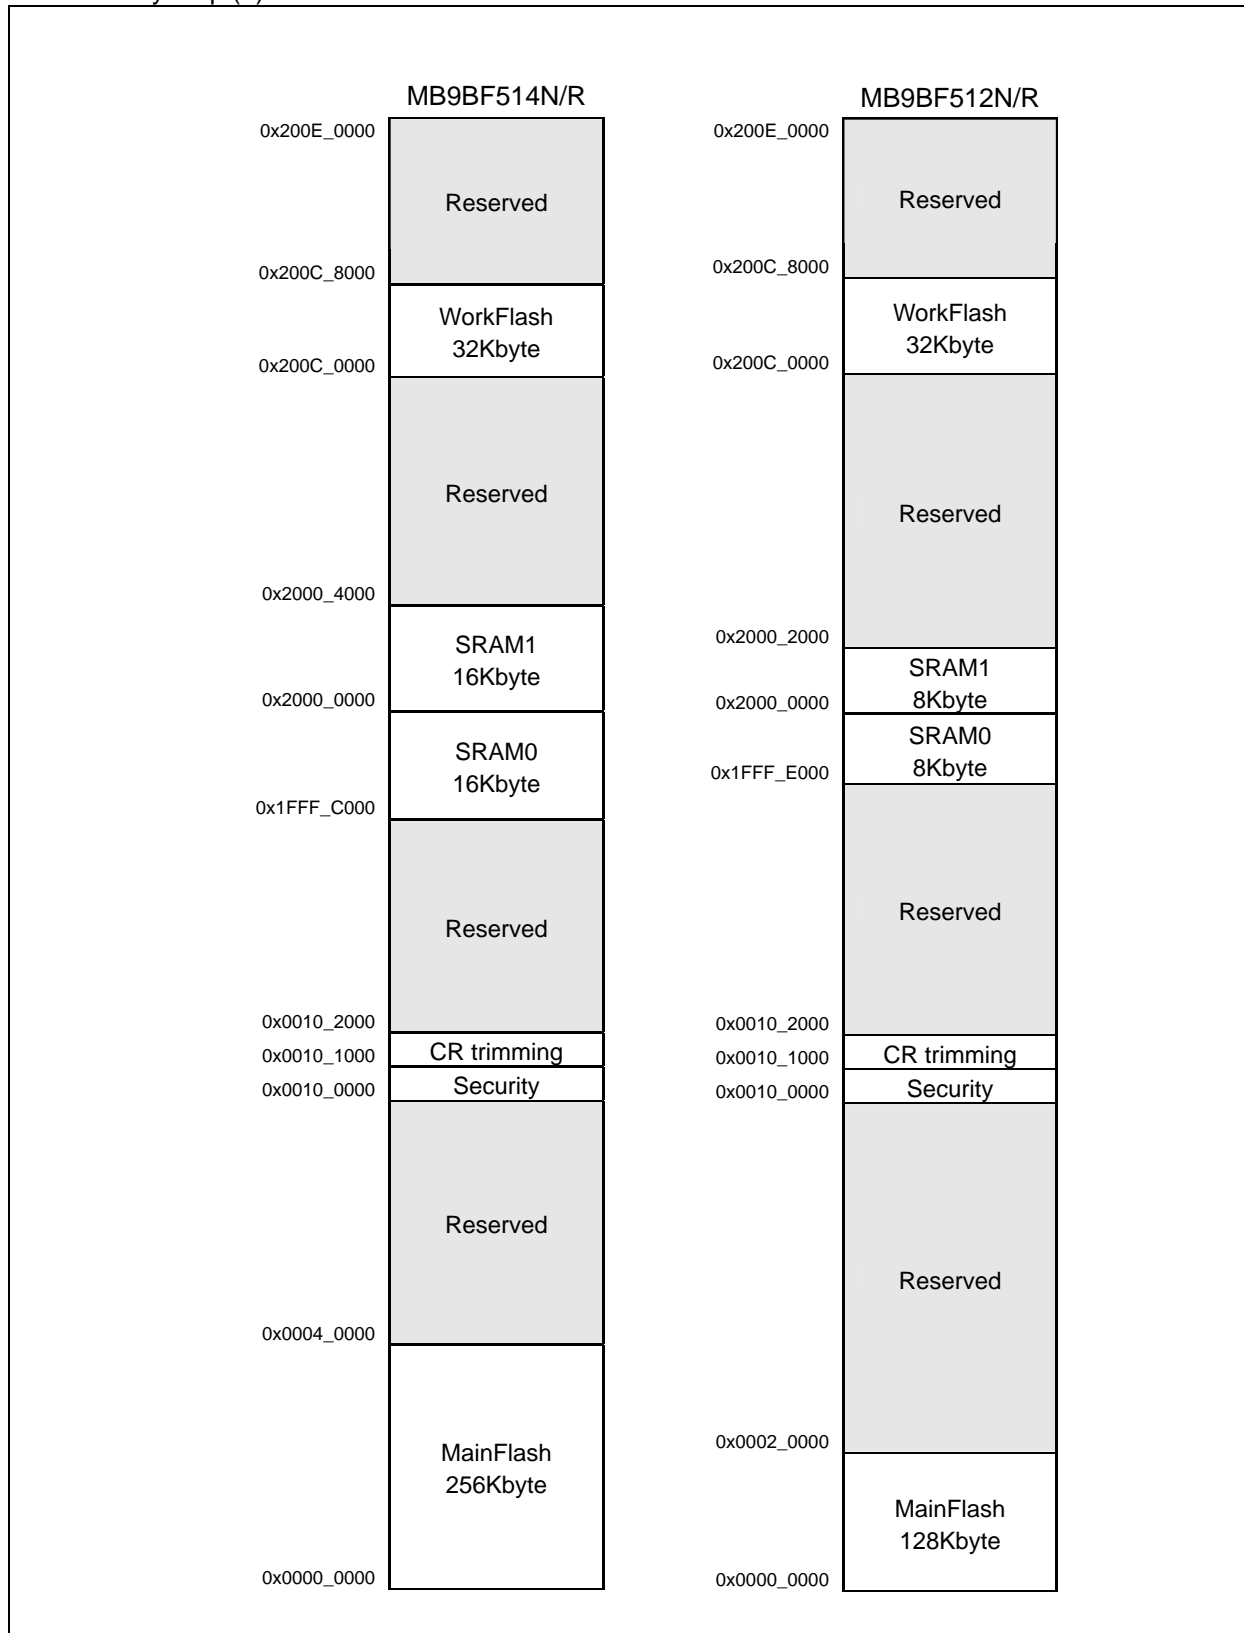 MB9BF514N/R
0x200E_0000
Reserved
0x200C_8000
WorkFlash
32Kbyte
0x200C_0000
Reserved
0x2000_4000
SRAM1
16Kbyte
0x2000_0000
SRAM0
16Kbyte
0x1FFF_C000
Reserved
0x0010_2000
0x0010_1000
CR trimming
0x0010_0000
Security
Reserved
0x0004_0000
MainFlash
256Kbyte
0x0000_0000
MB9BF512N/R
0x200E_0000
Reserved
0x200C_8000
WorkFlash
32Kbyte
0x200C_0000
Reserved
0x2000_2000
SRAM1
8Kbyte
0x2000_0000
SRAM0
8Kbyte
0x1FFF_E000
Reserved
0x0010_2000
0x0010_1000
CR trimming
0x0010_0000
Security
Reserved
0x0002_0000
MainFlash
128Kbyte
0x0000_0000